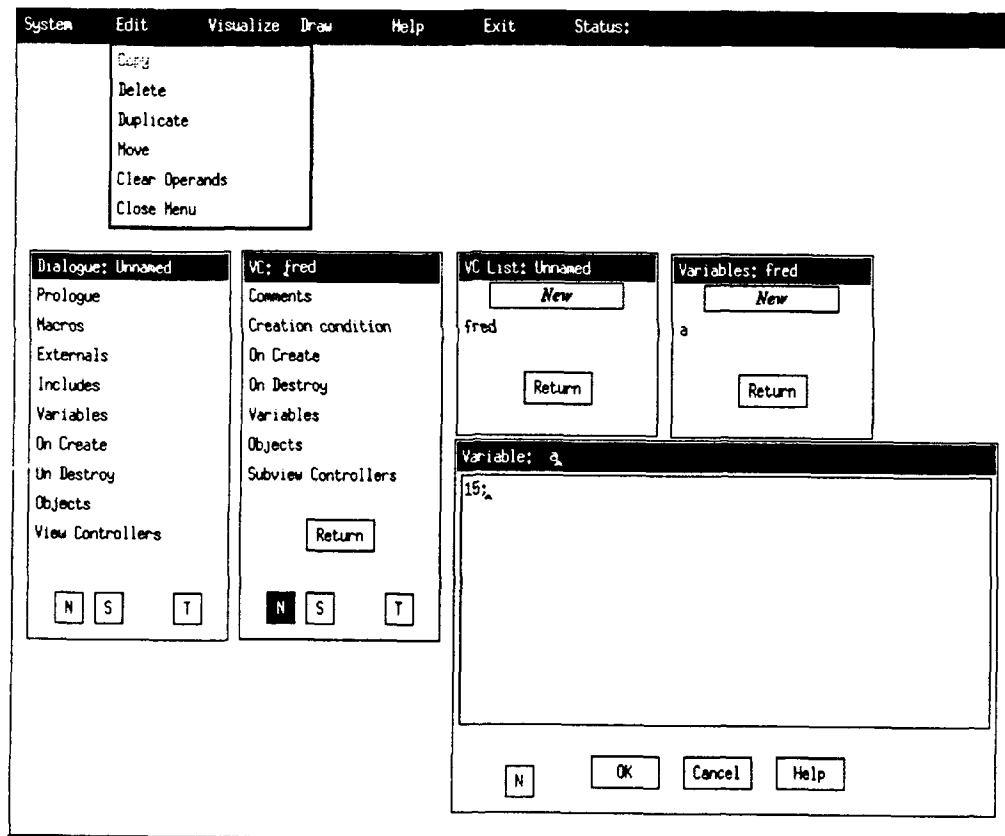 System Edit Visualize Draw Help Exit Status:
Copy
Delete
Duplicate
Move
Clear Operands
Close Menu
Dialogue: Unnamed
Prologue
Macros
Externals
Includes
Variables
On Create
On Destroy
Objects
View Controllers
N S T
VC: fred
Comments
Creation condition
On Create
On Destroy
Variables
Objects
Subview Controllers
Return
N S T
VC List: Unnamed
New
fred
Return
Variables: fred
New
a
Return
Variable: a
15;
N OK Cancel Help